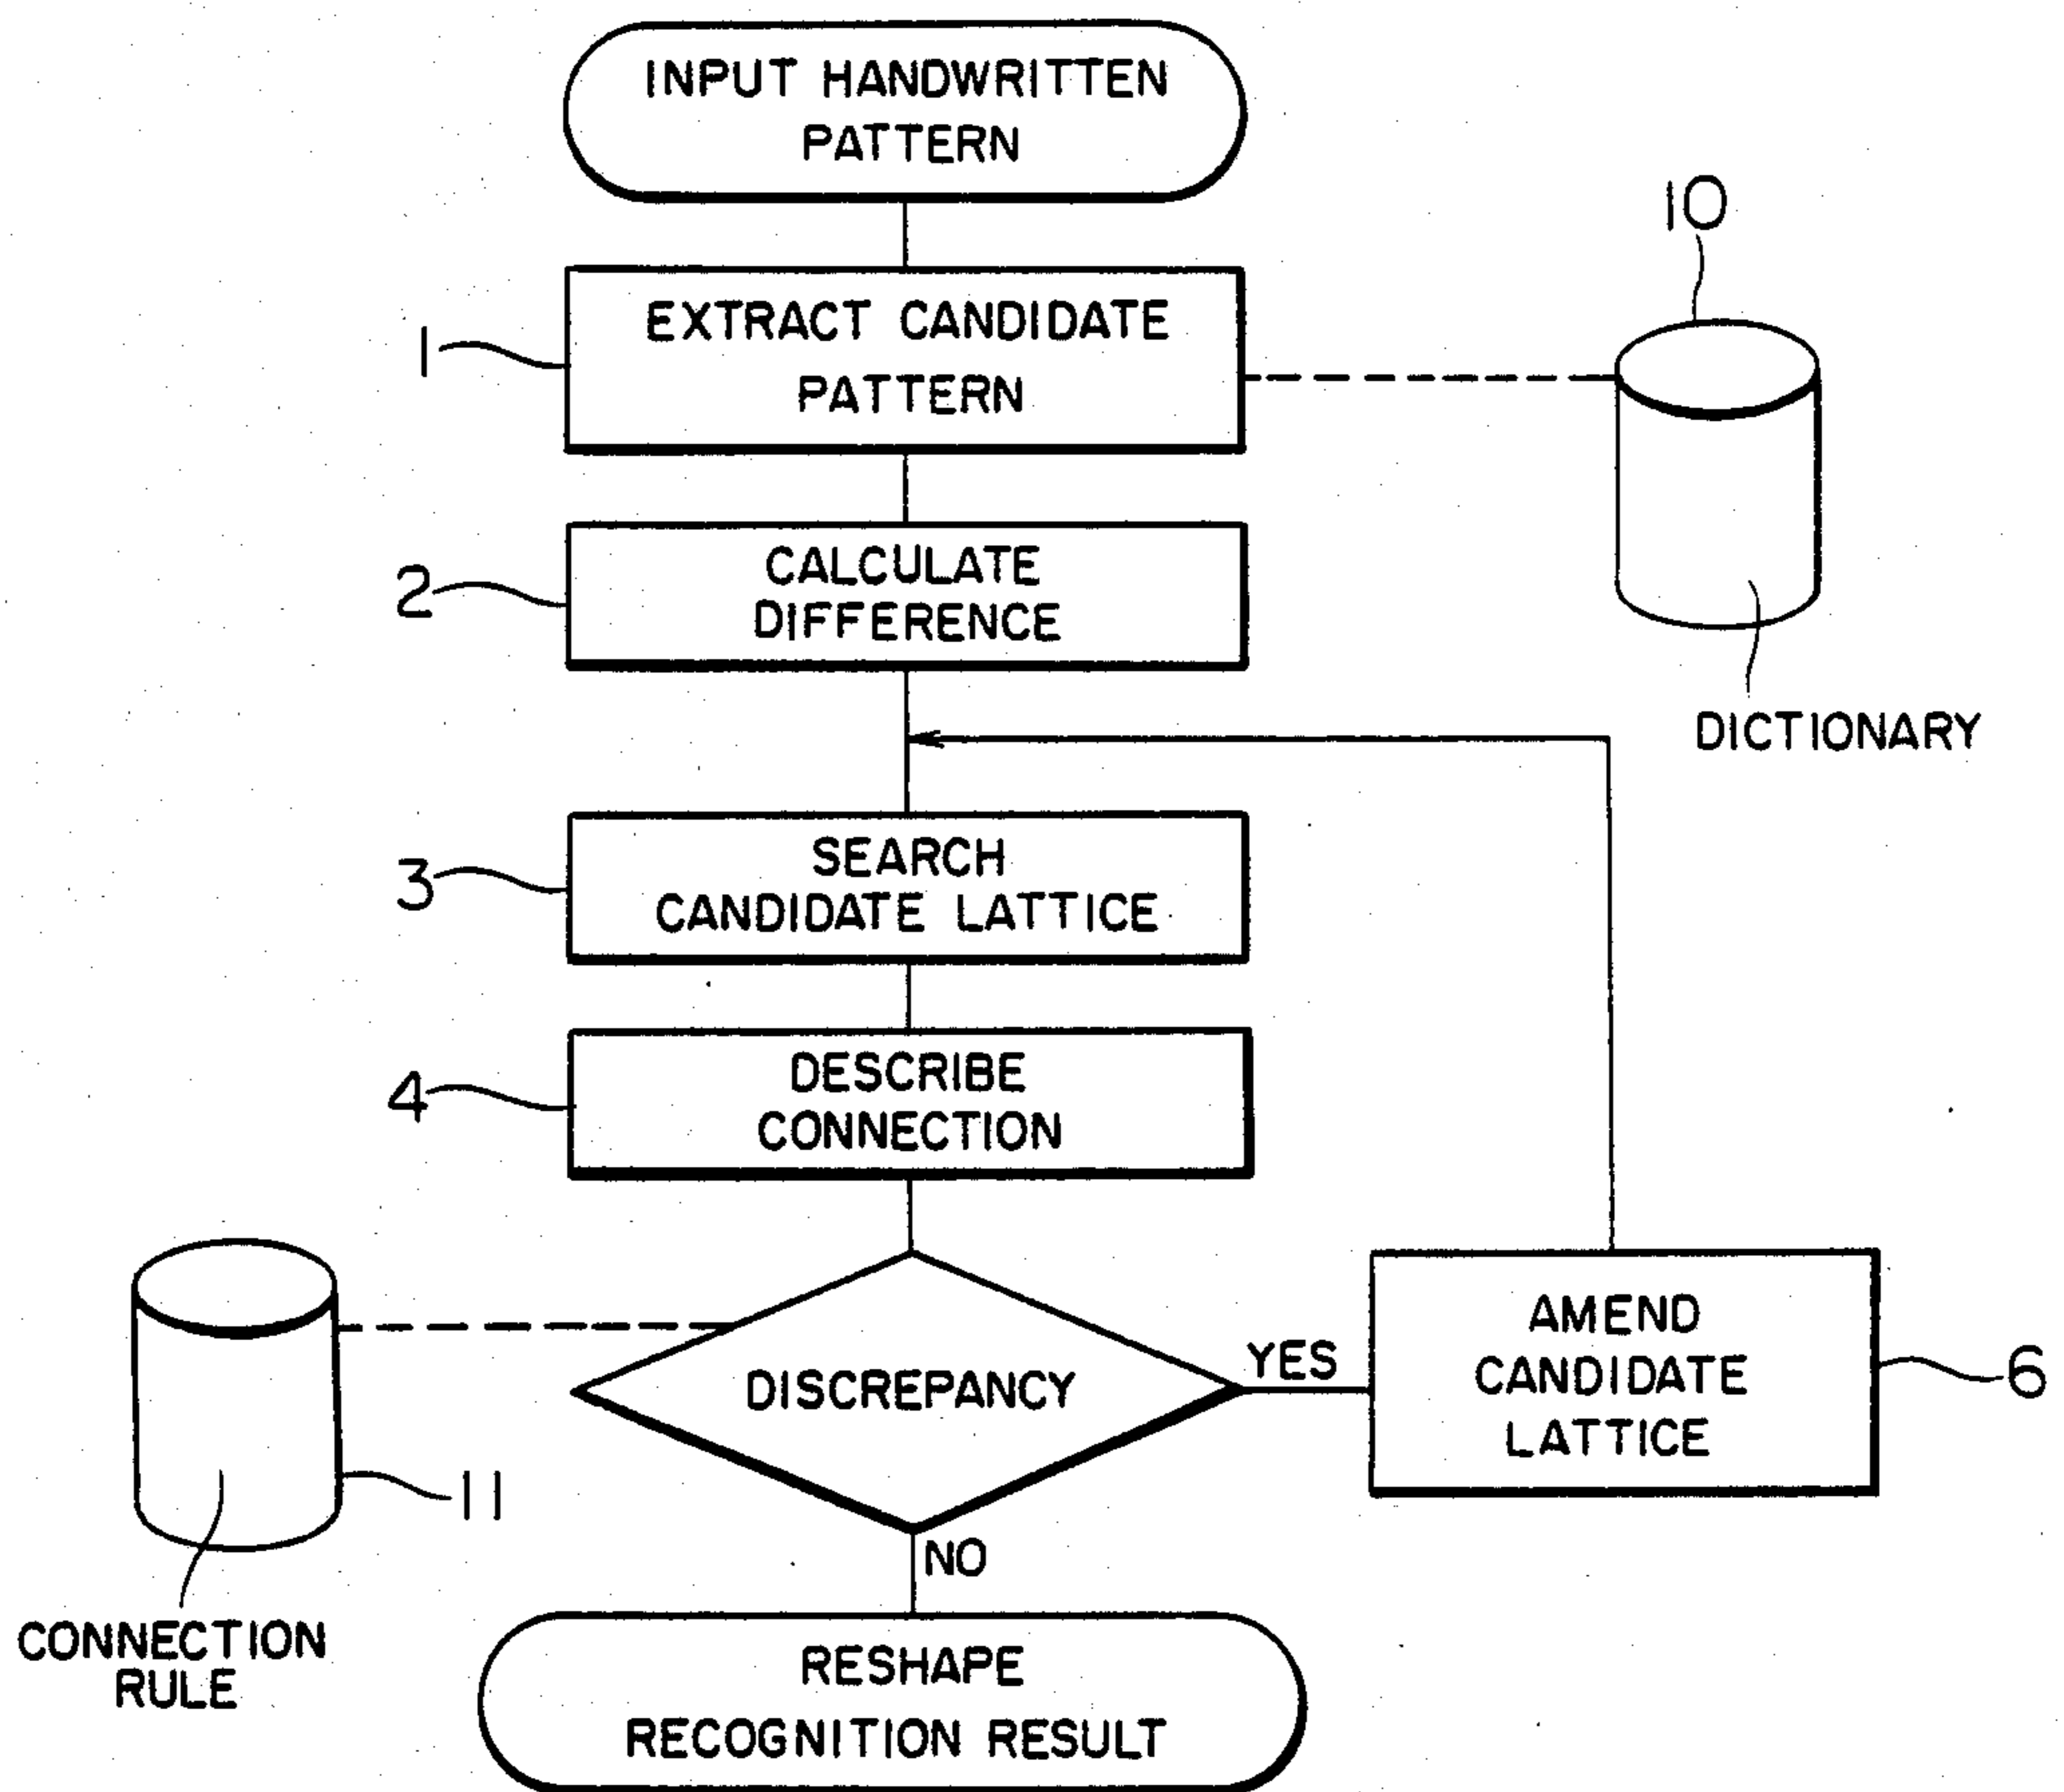 INPUT HANDWRITTEN
PATTERN
10
1
EXTRACT CANDIDATE
PATTERN
2
CALCULATE
DIFFERENCE
DICTIONARY
3
SEARCH
CANDIDATE LATTICE
4
DESCRIBE
CONNECTION
DISCREPANCY
YES
AMEND
CANDIDATE
LATTICE
6
11
NO
CONNECTION
RULE
RESHAPE
RECOGNITION RESULT